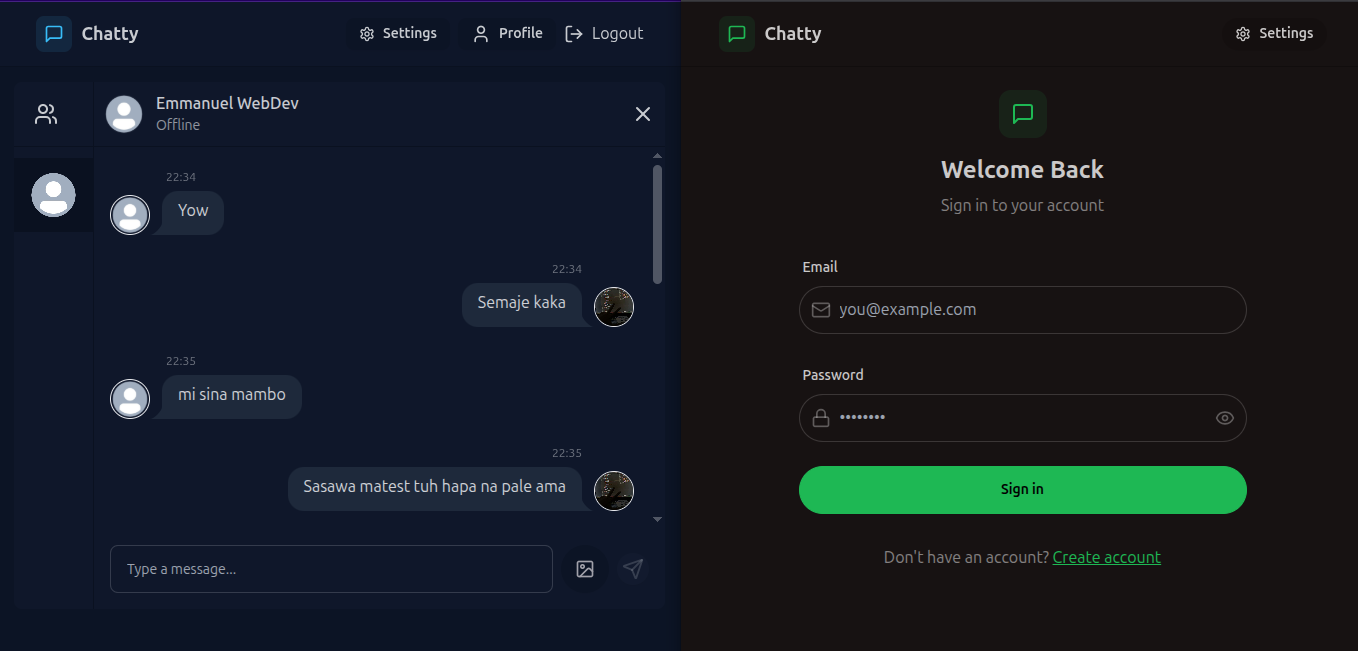 Chatty
Settings
Profile
Logout
Emmanuel WebDev
Offline
22:34
Yow
22:34
Semaje kaka
22:35
mi sina mambo
22:35
Sasawa matest tuh hapa na pale ama
Type a message...
Chatty
Settings
Welcome Back
Sign in to your account
Email
you@example.com
Password
••••••••
Sign in
Don't have an account? Create account